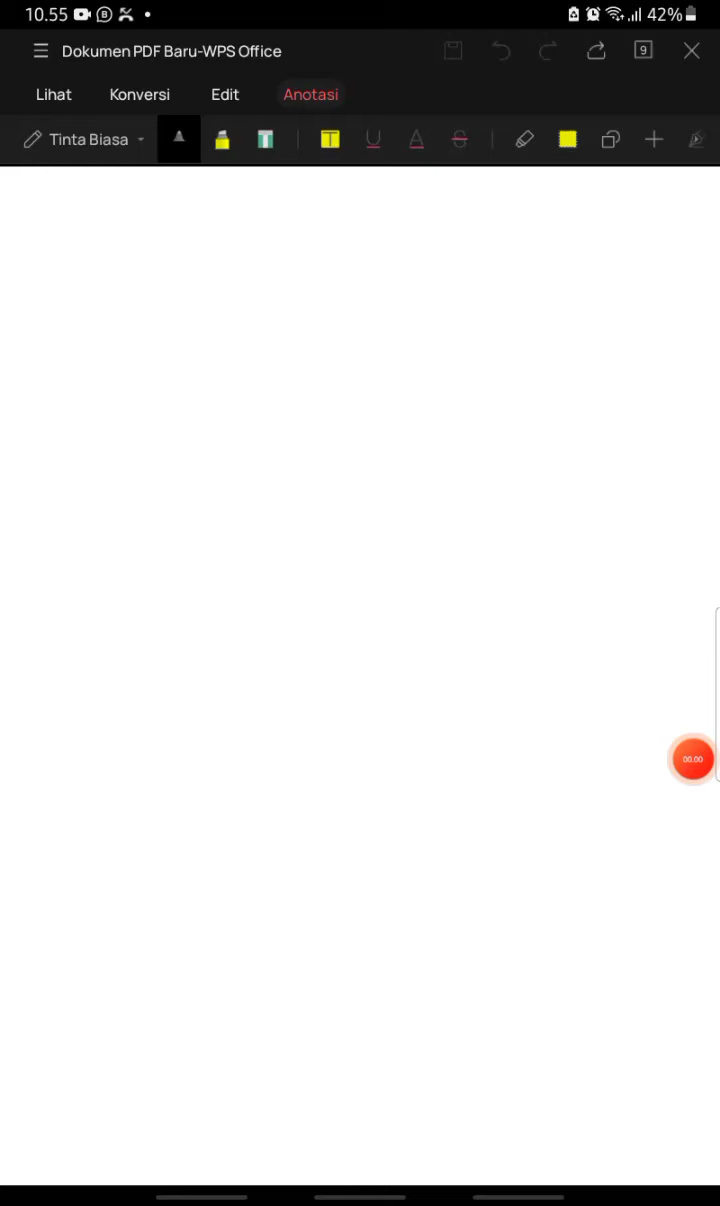 10.55 42%
Dokumen PDF Baru-WPS Office 9
Lihat Konversi Edit Anotasi
Tinta Biasa
00.00